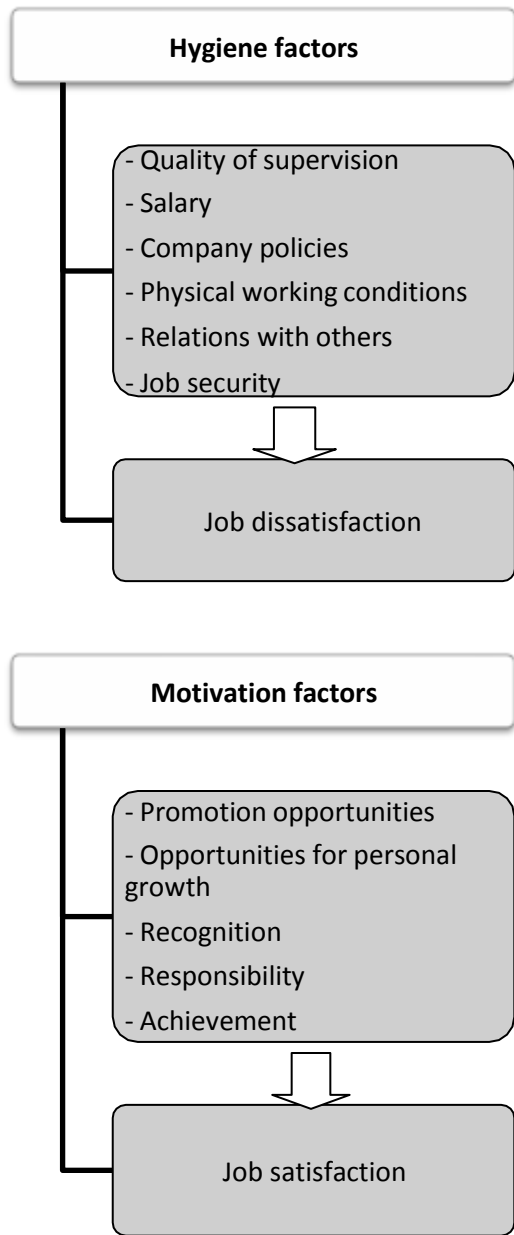 Hygiene factors
- Quality of supervision
- Salary
- Company policies
- Physical working conditions
- Relations with others
- Job security
Job dissatisfaction
Motivation factors
- Promotion opportunities
- Opportunities for personal
growth
- Recognition
- Responsibility
- Achievement
Job satisfaction